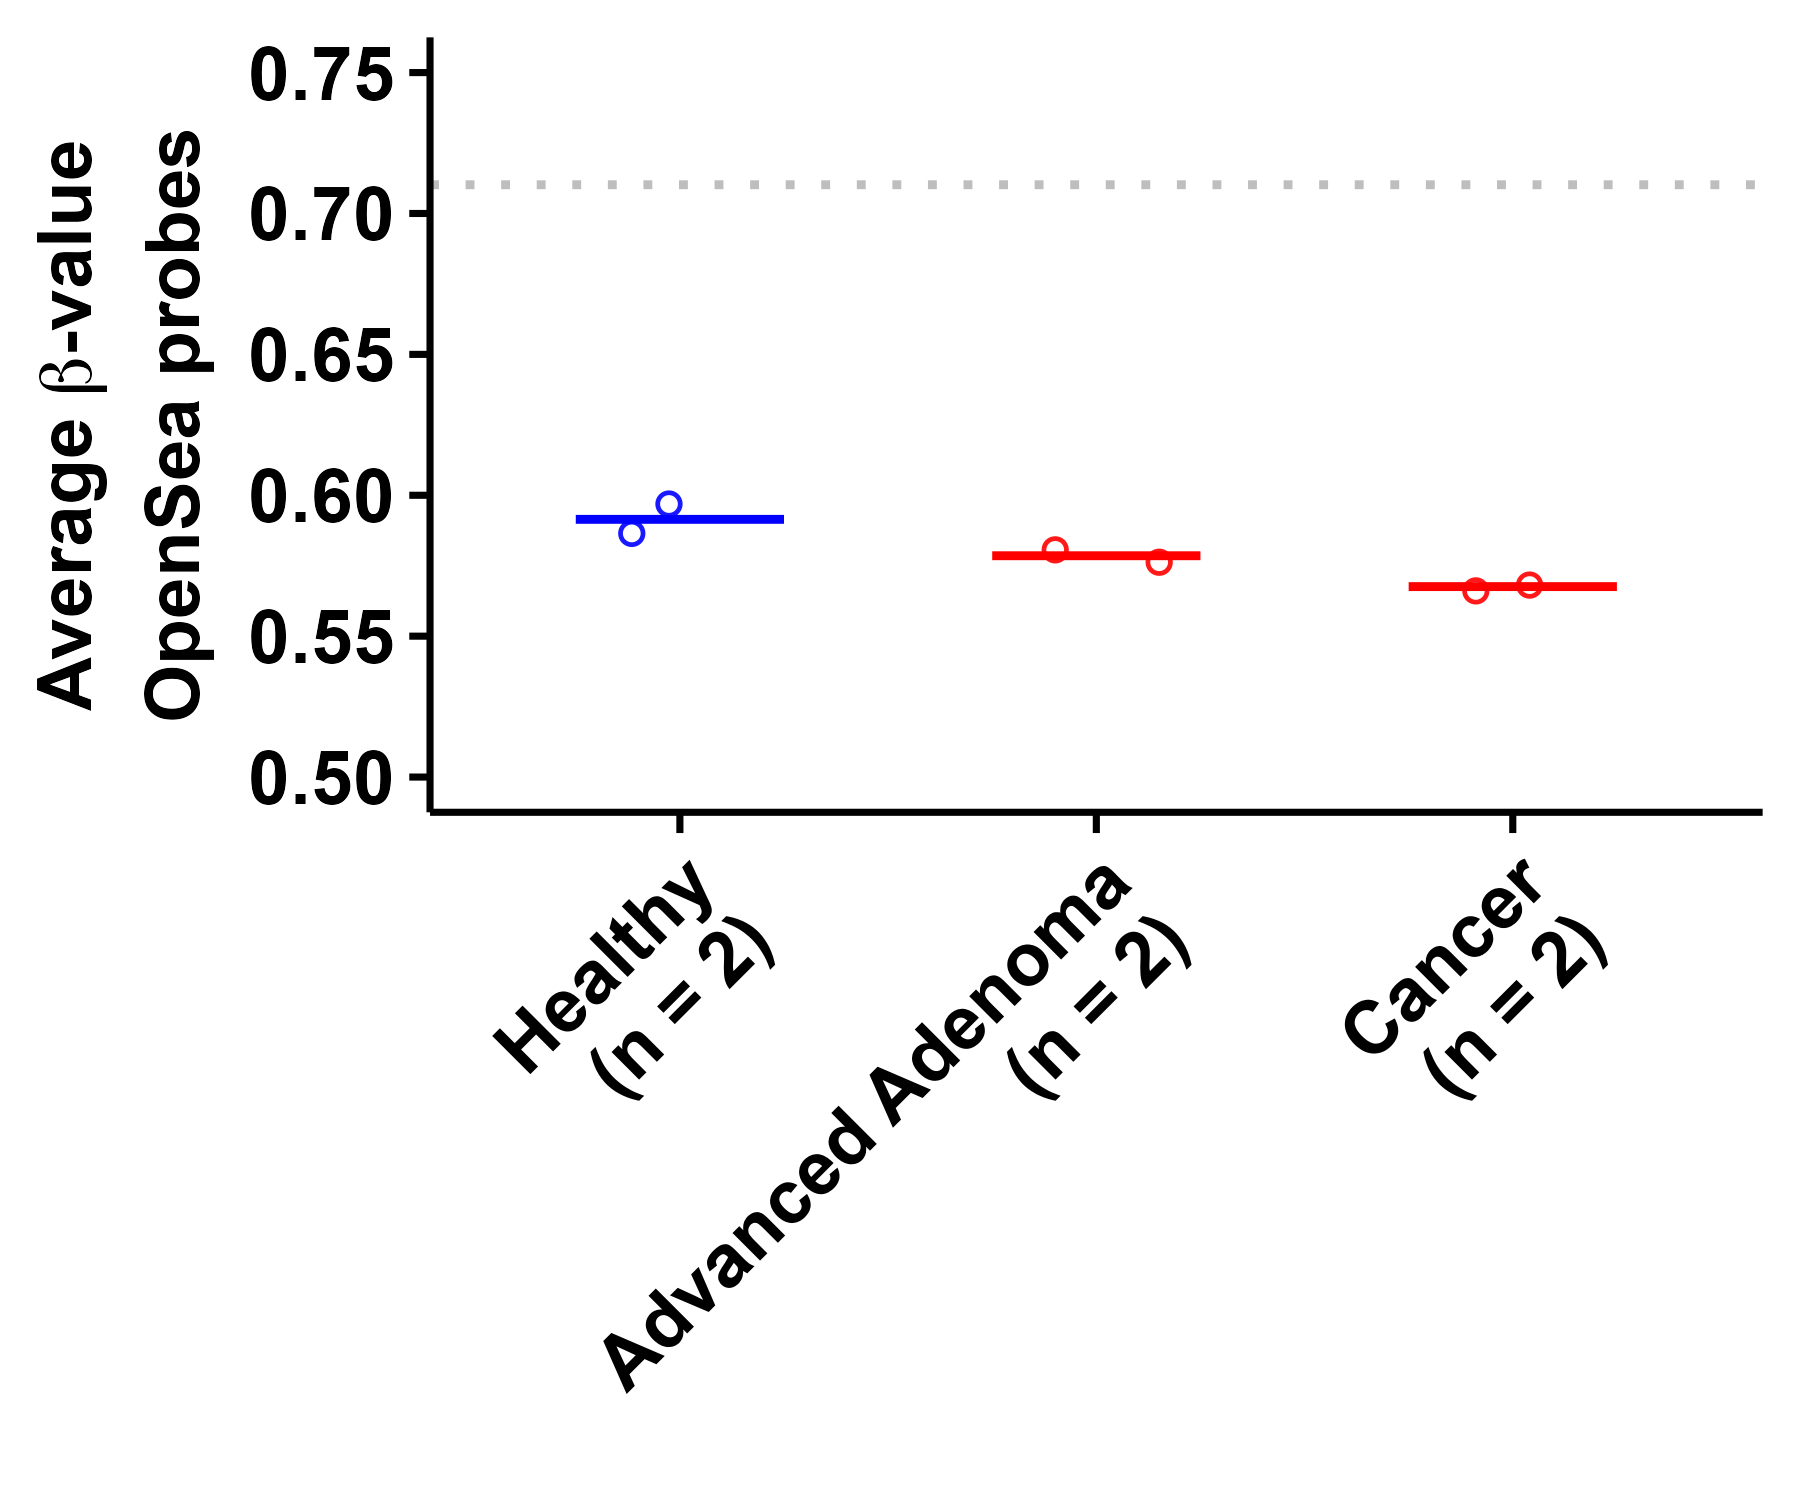 Average β-value
OpenSea probes
0.75
0.70
0.65
0.60
0.55
0.50
Healthy
(n = 2)
Advanced Adenoma
(n = 2)
Cancer
(n = 2)